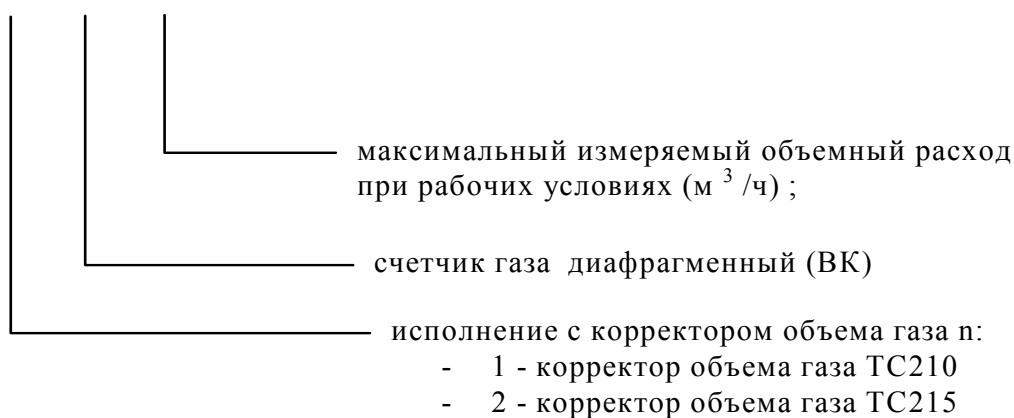 максимальный измеряемый объемный расход
при рабочих условиях (м ³ /ч) ;
счетчик газа диафрагменный (ВК)
исполнение с корректором объема газа n:
- 1 - корректор объема газа ТС210
- 2 - корректор объема газа ТС215